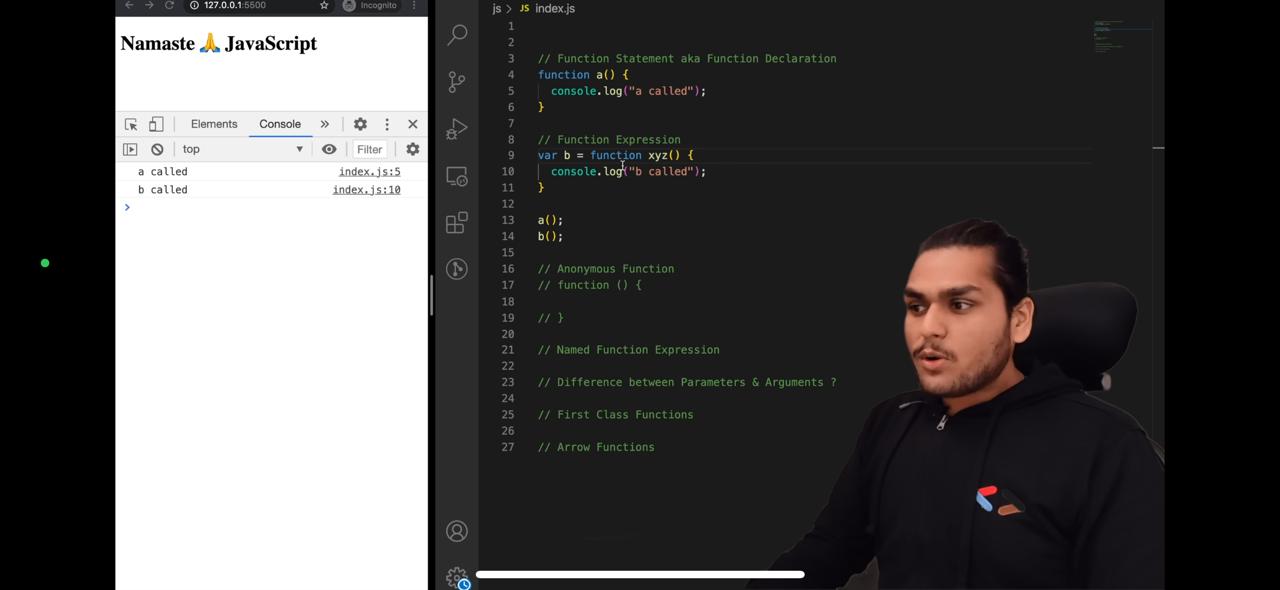 127.0.0.1:5500
Incognito
Namaste 🙏 JavaScript
Elements
Console
top
Filter
a called index.js:5
b called index.js:10
js > JS index.js
1
2
3 // Function Statement aka Function Declaration
4 function a() {
5 console.log("a called");
6 }
7
8 // Function Expression
9 var b = function xyz() {
10 console.log("b called");
11 }
12
13 a();
14 b();
15
16 // Anonymous Function
17 // function () {
18
19 // }
20
21 // Named Function Expression
22
23 // Difference between Parameters & Arguments ?
24
25 // First Class Functions
26
27 // Arrow Functions